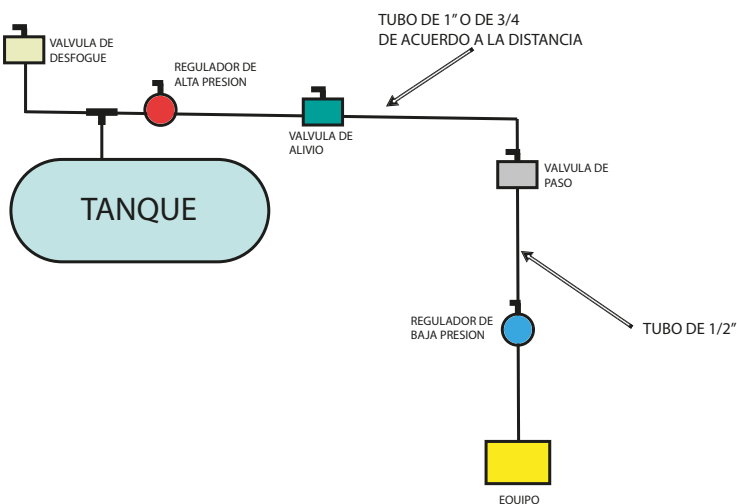 TUBO DE 1” O DE 3/4
DE ACUERDO A LA DISTANCIA
VALVULA DE
DESFOGUE
REGULADOR DE
ALTA PRESION
VALVULA DE
ALIVIO
VALVULA DE
PASO
TANQUE
REGULADOR DE
BAJA PRESION
TUBO DE 1/2”
EQUIPO